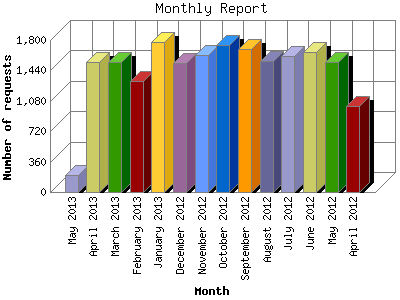 Monthly Report
Number of requests
1,800
1,440
1,080
720
360
0
May 2013
April 2013
March 2013
February 2013
January 2013
December 2012
November 2012
October 2012
September 2012
August 2012
July 2012
June 2012
May 2012
April 2012
Month